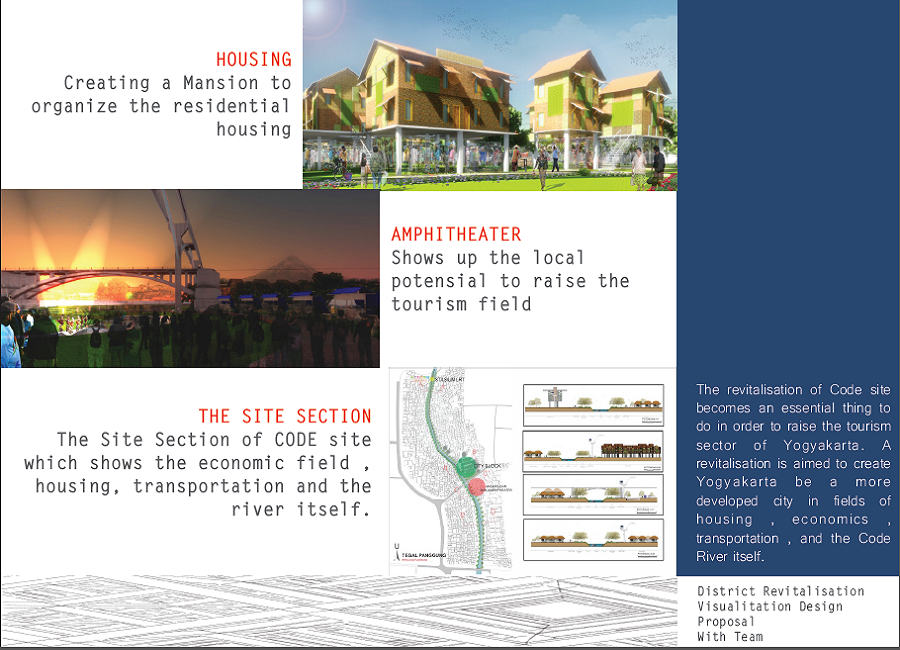 HOUSING
Creating a Mansion to
organize the residential
housing
AMPHITHEATER
Shows up the local
potensial to raise the
tourism field
THE SITE SECTION
The Site Section of CODE site
which shows the economic field ,
housing, transportation and the
river itself.
STASIUN LRT
CITY BLOCK
U
TEGAL PANGGUNG
The revitalisation of Code site
becomes an essential thing to
do in order to raise the tourism
sector of Yogyakarta. A
revitalisation is aimed to create
Yogyakarta be a more
developed city in fields of
housing , economics ,
transportation , and the Code
River itself.
District Revitalisation
Visualitation Design
Proposal
With Team